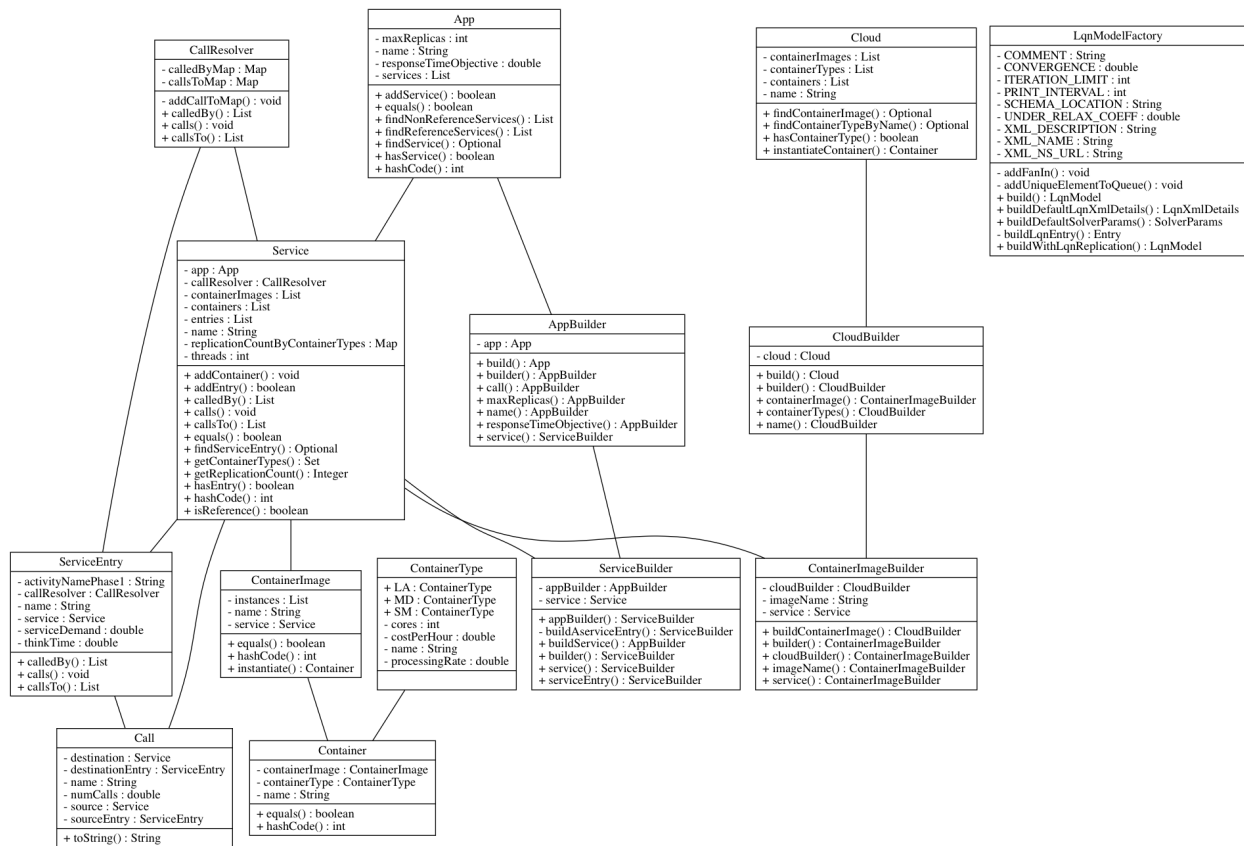 App
- maxReplicas : int
- name : String
- responseTimeObjective : double
- services : List
+ addService() : boolean
+ equals() : boolean
+ findNonReferenceServices() : List
+ findReferenceServices() : List
+ findService() : Optional
+ hasService() : boolean
+ hashCode() : int
CallResolver
- calledByMap : Map
- callsToMap : Map
- addCallToMap() : void
+ calledBy() : List
+ calls() : void
+ callsTo() : List
Cloud
- containerImages : List
- containerTypes : List
- containers : List
- name : String
+ findContainerImage() : Optional
+ findContainerTypeByName() : Optional
+ hasContainerType() : boolean
+ instantiateContainer() : Container
LqnModelFactory
- COMMENT : String
- CONVERGENCE : double
- ITERATION_LIMIT : int
- PRINT_INTERVAL : int
- SCHEMA_LOCATION : String
- UNDER_RELAX_COEFF : double
- XML_DESCRIPTION : String
- XML_NAME : String
- XML_NS_URL : String
- addFanIn() : void
- addUniqueElementToQueue() : void
+ build() : LqnModel
+ buildDefaultLqnXmlDetails() : LqnXmlDetails
+ buildDefaultSolverParams() : SolverParams
- buildLqnEntry() : Entry
+ buildWithLqnReplication() : LqnModel
Service
- app : App
- callResolver : CallResolver
- containerImages : List
- containers : List
- entries : List
- name : String
- replicationCountByContainerTypes : Map
- threads : int
+ addContainer() : void
+ addEntry() : boolean
+ calledBy() : List
+ calls() : void
+ callsTo() : List
+ equals() : boolean
+ findServiceEntry() : Optional
+ getContainerTypes() : Set
+ getReplicationCount() : Integer
+ hasEntry() : boolean
+ hashCode() : int
+ isReference() : boolean
AppBuilder
- app : App
+ build() : App
+ builder() : AppBuilder
+ call() : AppBuilder
+ maxReplicas() : AppBuilder
+ name() : AppBuilder
+ responseTimeObjective() : AppBuilder
+ service() : ServiceBuilder
CloudBuilder
- cloud : Cloud
+ build() : Cloud
+ builder() : CloudBuilder
+ containerImage() : ContainerImageBuilder
+ containerTypes() : CloudBuilder
+ name() : CloudBuilder
ServiceEntry
- activityNamePhase1 : String
- callResolver : CallResolver
- name : String
- service : Service
- serviceDemand : double
- thinkTime : double
+ calledBy() : List
+ calls() : void
+ callsTo() : List
ContainerImage
- instances : List
- name : String
- service : Service
+ equals() : boolean
+ hashCode() : int
+ instantiate() : Container
ContainerType
+ LA : ContainerType
+ MD : ContainerType
+ SM : ContainerType
- cores : int
- costPerHour : double
- name : String
- processingRate : double
ServiceBuilder
- appBuilder : AppBuilder
- service : Service
+ appBuilder() : ServiceBuilder
- buildAserviceEntry() : ServiceBuilder
+ buildService() : AppBuilder
+ builder() : ServiceBuilder
+ service() : ServiceBuilder
+ serviceEntry() : ServiceBuilder
ContainerImageBuilder
- cloudBuilder : CloudBuilder
- imageName : String
- service : Service
+ buildContainerImage() : CloudBuilder
+ builder() : ContainerImageBuilder
+ cloudBuilder() : ContainerImageBuilder
+ imageName() : ContainerImageBuilder
+ service() : ContainerImageBuilder
Call
- destination : Service
- destinationEntry : ServiceEntry
- name : String
- numCalls : double
- source : Service
- sourceEntry : ServiceEntry
+ toString() : String
Container
- containerImage : ContainerImage
- containerType : ContainerType
- name : String
+ equals() : boolean
+ hashCode() : int